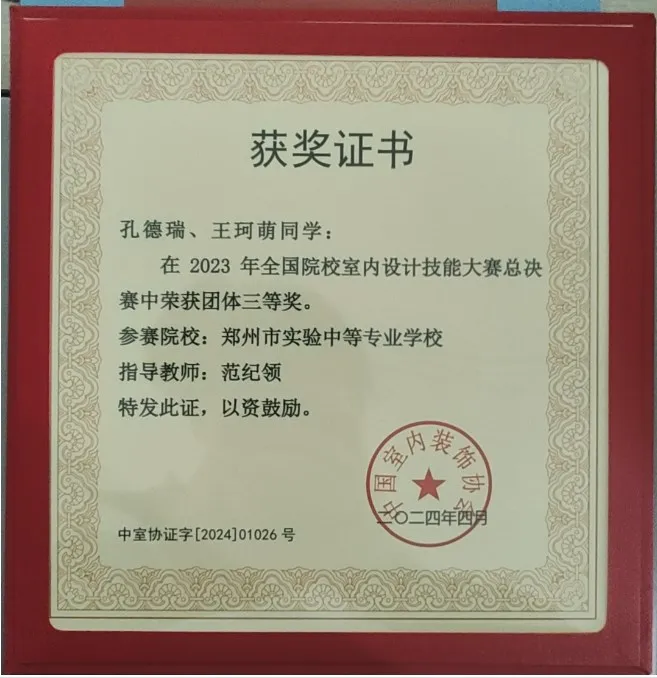 获奖证书
孔德瑞、王珂萌同学：
在 2023 年全国院校室内设计技能大赛总决
赛中荣获团体三等奖。
参赛院校：郑州市实验中等专业学校
指导教师：范纪领
特发此证，以资鼓励。
中国室内装饰协会
二〇二四年四月
中室协证字[2024]01026 号